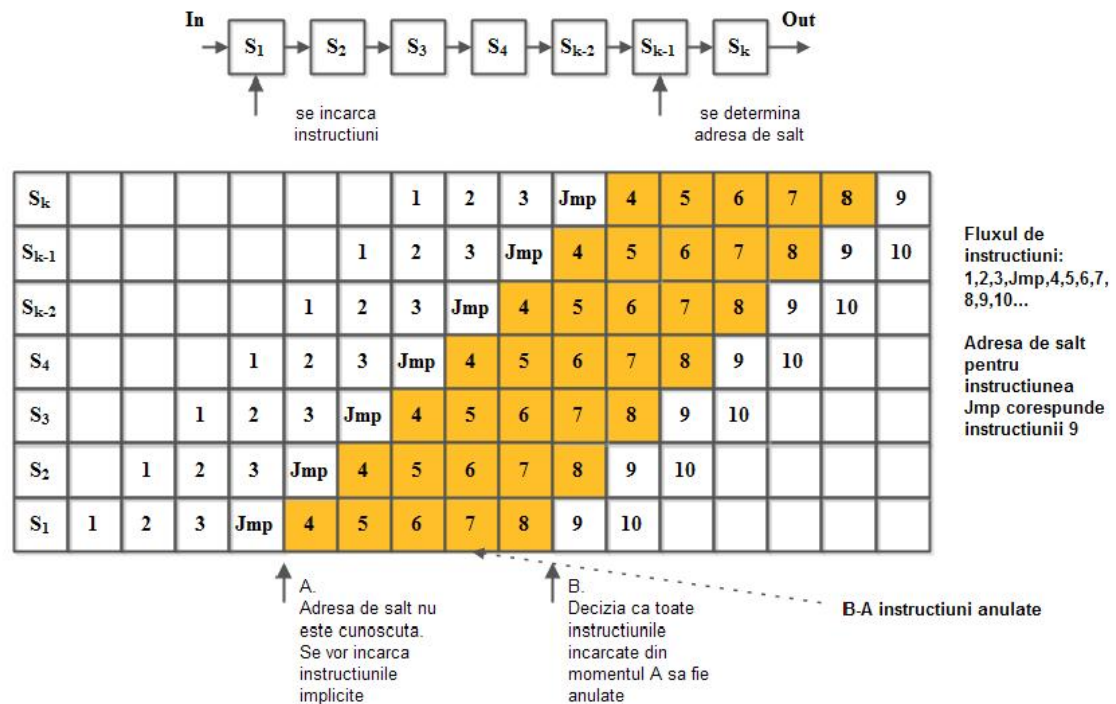 In
Out
S1 S2 S3 S4 Sk-2 Sk-1 Sk
se incarca
instructiuni
se determina
adresa de salt
Sk 1 2 3 Jmp 4 5 6 7 8 9
Sk-1 1 2 3 Jmp 4 5 6 7 8 9 10
Sk-2 1 2 3 Jmp 4 5 6 7 8 9 10
S4 1 2 3 Jmp 4 5 6 7 8 9 10
S3 1 2 3 Jmp 4 5 6 7 8 9 10
S2 1 2 3 Jmp 4 5 6 7 8 9 10
S1 1 2 3 Jmp 4 5 6 7 8 9 10
Fluxul de
instructiuni:
1,2,3,Jmp,4,5,6,7,
8,9,10...
Adresa de salt
pentru
instructiunea
Jmp corespunde
instructiunii 9
A.
Adresa de salt nu
este cunoscuta.
Se vor incarca
instructiunile
implicite
B.
Decizia ca toate
instructiunile
incarcate din
momentul A sa fie
anulate
B-A instructiuni anulate